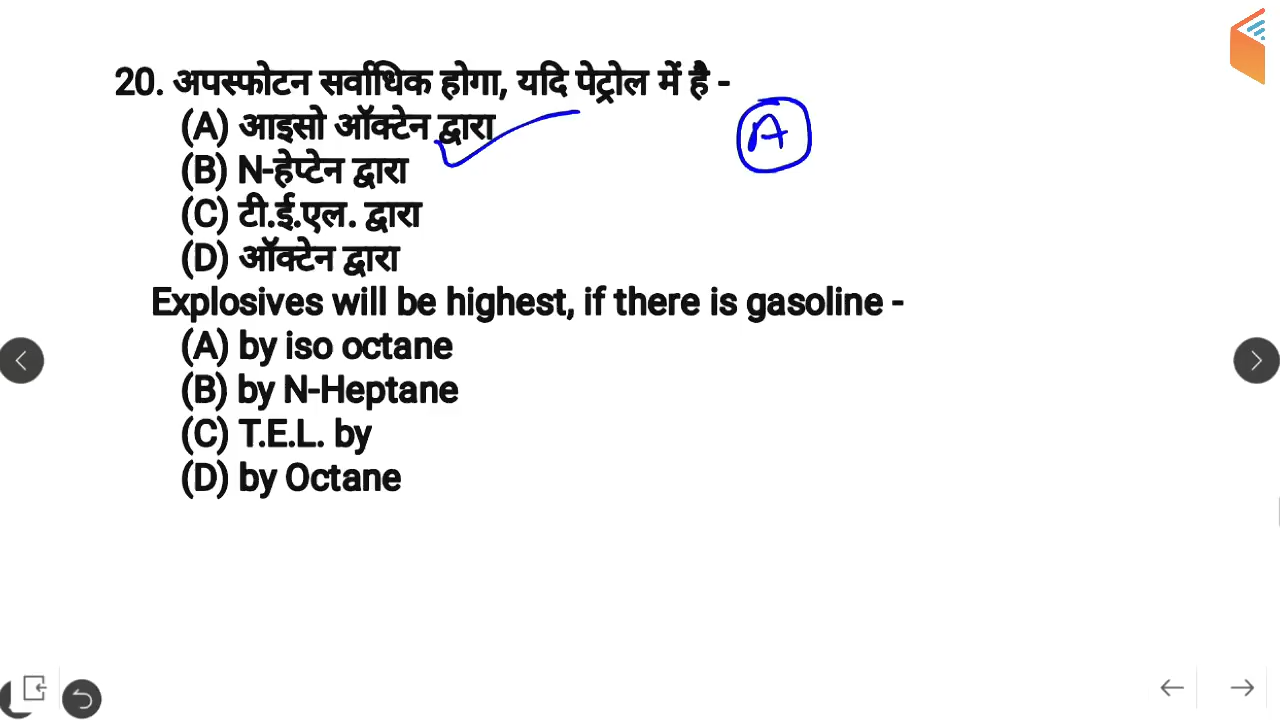 20. अपस्फोटन सर्वाधिक होगा, यदि पेट्रोल में है -
(A) आइसो ऑक्टेन द्वारा
A
(B) N-हेप्टेन द्वारा
(C) टी.ई.एल. द्वारा
(D) ऑक्टेन द्वारा
Explosives will be highest, if there is gasoline -
(A) by iso octane
(B) by N-Heptane
(C) T.E.L. by
(D) by Octane